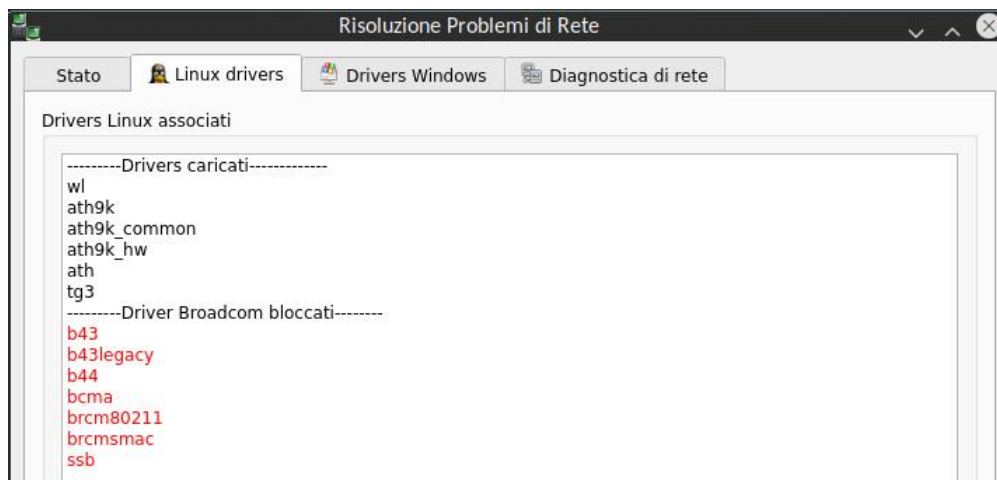 Risoluzione Problemi di Rete
Stato Linux drivers Drivers Windows Diagnostica di rete
Drivers Linux associati
---------Drivers caricati-------------
wl
ath9k
ath9k_common
ath9k_hw
ath
tg3
---------Driver Broadcom bloccati--------
b43
b43legacy
b44
bcma
brcm80211
brcmsmac
ssb